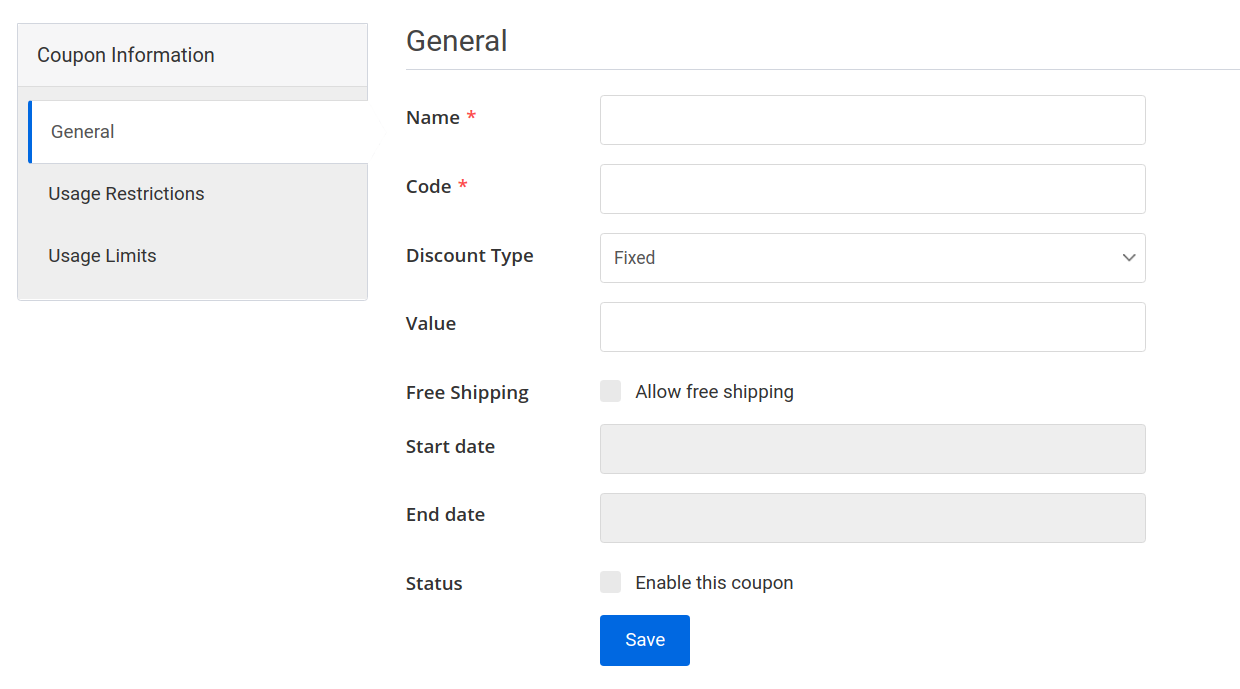 Coupon Information
General
Usage Restrictions
Usage Limits
General
Name *
Code *
Discount Type
Fixed
Value
Free Shipping
Allow free shipping
Start date
End date
Status
Enable this coupon
Save